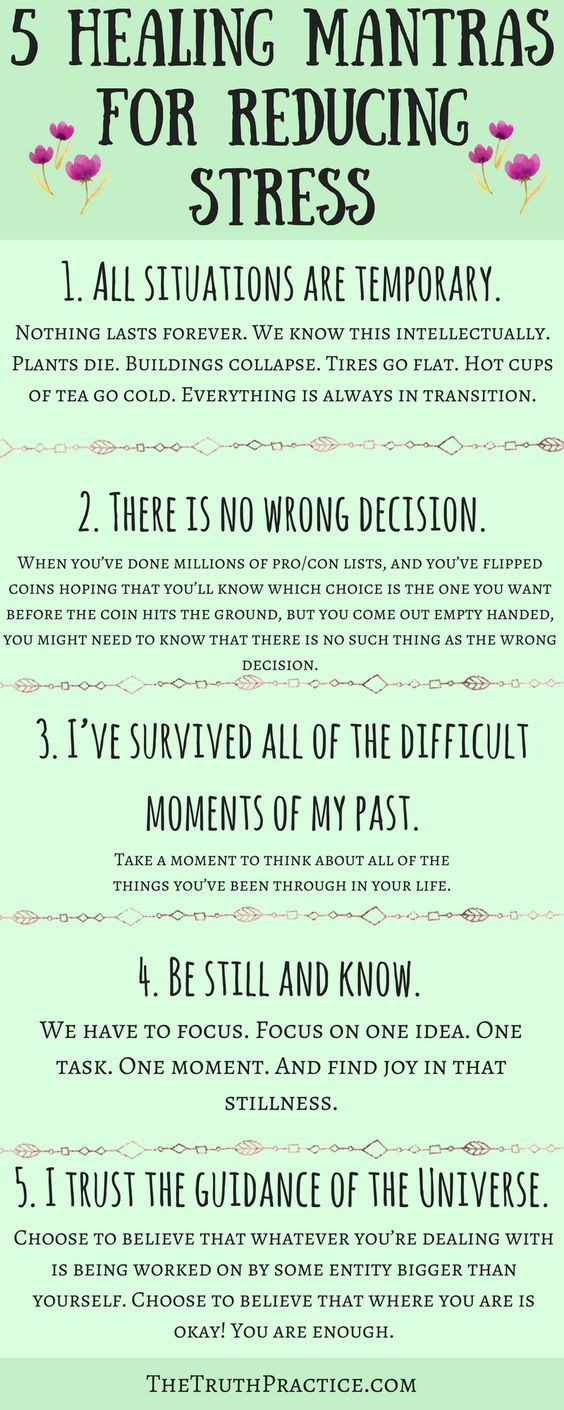 5 HEALING MANTRAS
FOR REDUCING
STRESS
1. ALL SITUATIONS ARE TEMPORARY.
NOTHING LASTS FOREVER. WE KNOW THIS INTELLECTUALLY.
PLANTS DIE. BUILDINGS COLLAPSE. TIRES GO FLAT. HOT CUPS
OF TEA GO COLD. EVERYTHING IS ALWAYS IN TRANSITION.
2. THERE IS NO WRONG DECISION.
WHEN YOU'VE DONE MILLIONS OF PRO/CON LISTS, AND YOU'VE FLIPPED
COINS HOPING THAT YOU'LL KNOW WHICH CHOICE IS THE ONE YOU WANT
BEFORE THE COIN HITS THE GROUND, BUT YOU COME OUT EMPTY HANDED,
YOU MIGHT NEED TO KNOW THAT THERE IS NO SUCH THING AS THE WRONG
DECISION.
3. I'VE SURVIVED ALL OF THE DIFFICULT
MOMENTS OF MY PAST.
TAKE A MOMENT TO THINK ABOUT ALL OF THE
THINGS YOU'VE BEEN THROUGH IN YOUR LIFE.
4. BE STILL AND KNOW.
WE HAVE TO FOCUS. FOCUS ON ONE IDEA. ONE
TASK. ONE MOMENT. AND FIND JOY IN THAT
STILLNESS.
5. I TRUST THE GUIDANCE OF THE UNIVERSE.
CHOOSE TO BELIEVE THAT WHATEVER YOU'RE DEALING WITH
IS BEING WORKED ON BY SOME ENTITY BIGGER THAN
YOURSELF. CHOOSE TO BELIEVE THAT WHERE YOU ARE IS
OKAY! YOU ARE ENOUGH.
THETRUTHPRACTICE.COM